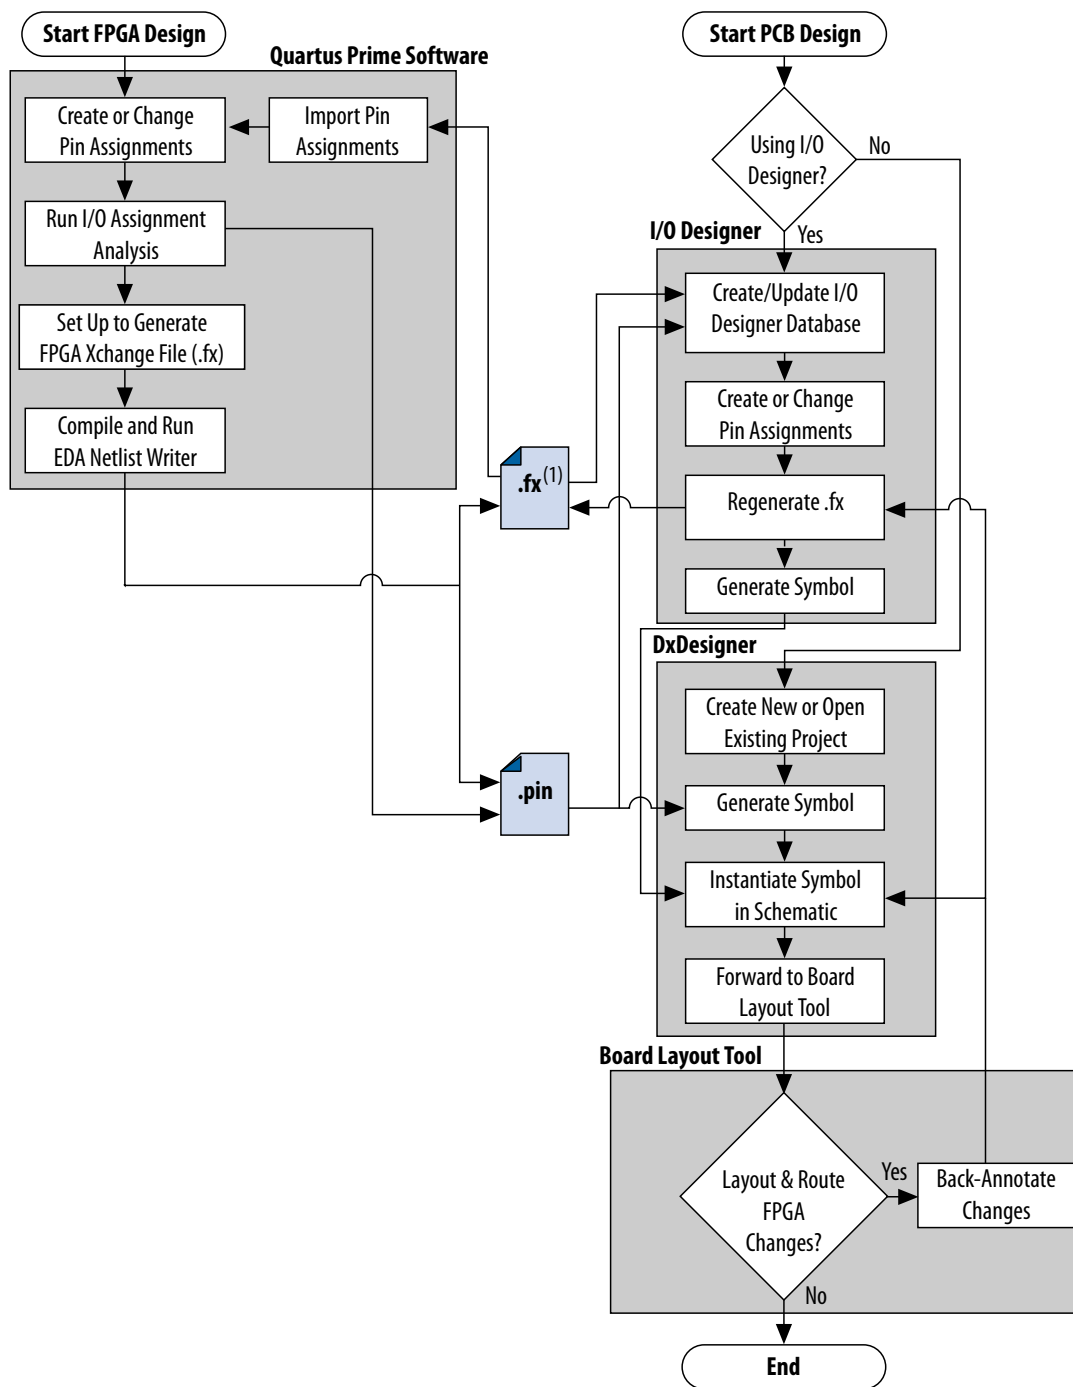 Start FPGA Design
Quartus Prime Software
Create or Change
Pin Assignments
Import Pin
Assignments
Run I/O Assignment
Analysis
Set Up to Generate
FPGA Xchange File (.fx)
Compile and Run
EDA Netlist Writer
.fx(1)
.pin
Start PCB Design
Using I/O
Designer?
No
Yes
I/O Designer
Create/Update I/O
Designer Database
Create or Change
Pin Assignments
Regenerate .fx
Generate Symbol
DxDesigner
Create New or Open
Existing Project
Generate Symbol
Instantiate Symbol
in Schematic
Forward to Board
Layout Tool
Board Layout Tool
Layout & Route
FPGA
Changes?
Yes
Back-Annotate
Changes
No
End